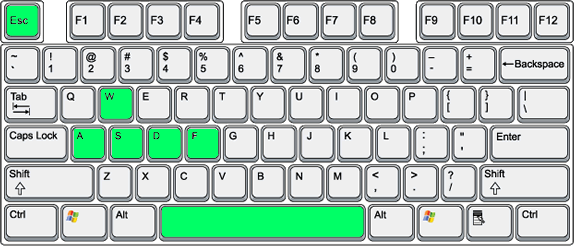 Esc F1 F2 F3 F4 F5 F6 F7 F8 F9 F10 F11 F12
~ ! @ # $ % ^ & * ( ) – +
` 1 2 3 4 5 6 7 8 9 0 - = ←Backspace
Tab Q W E R T Y U I O P { } |
[ ] \
Caps Lock A S D F G H J K L : " Enter
; '
Shift Z X C V B N M < > ? Shift
, . /
Ctrl Alt Alt Ctrl